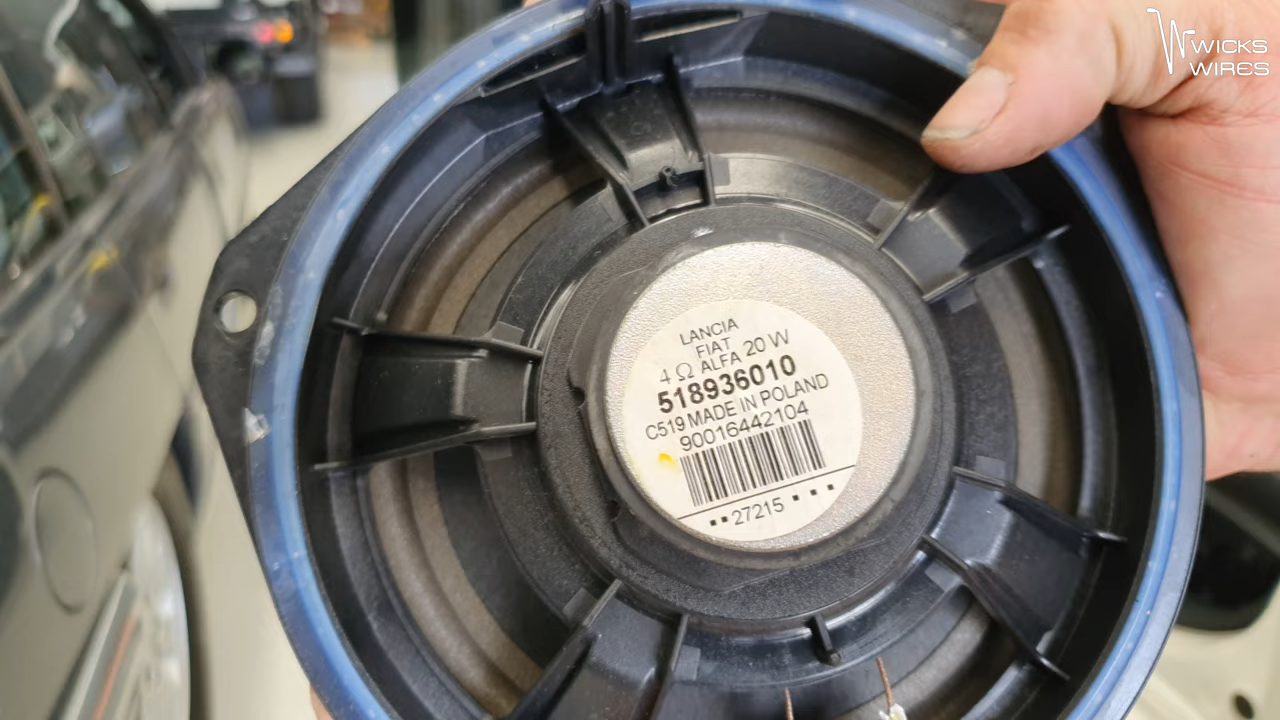 WICKS
WIRES
LANCIA
FIAT
4 Ω ALFA 20 W
518936010
C519 MADE IN POLAND
90016442104
27215